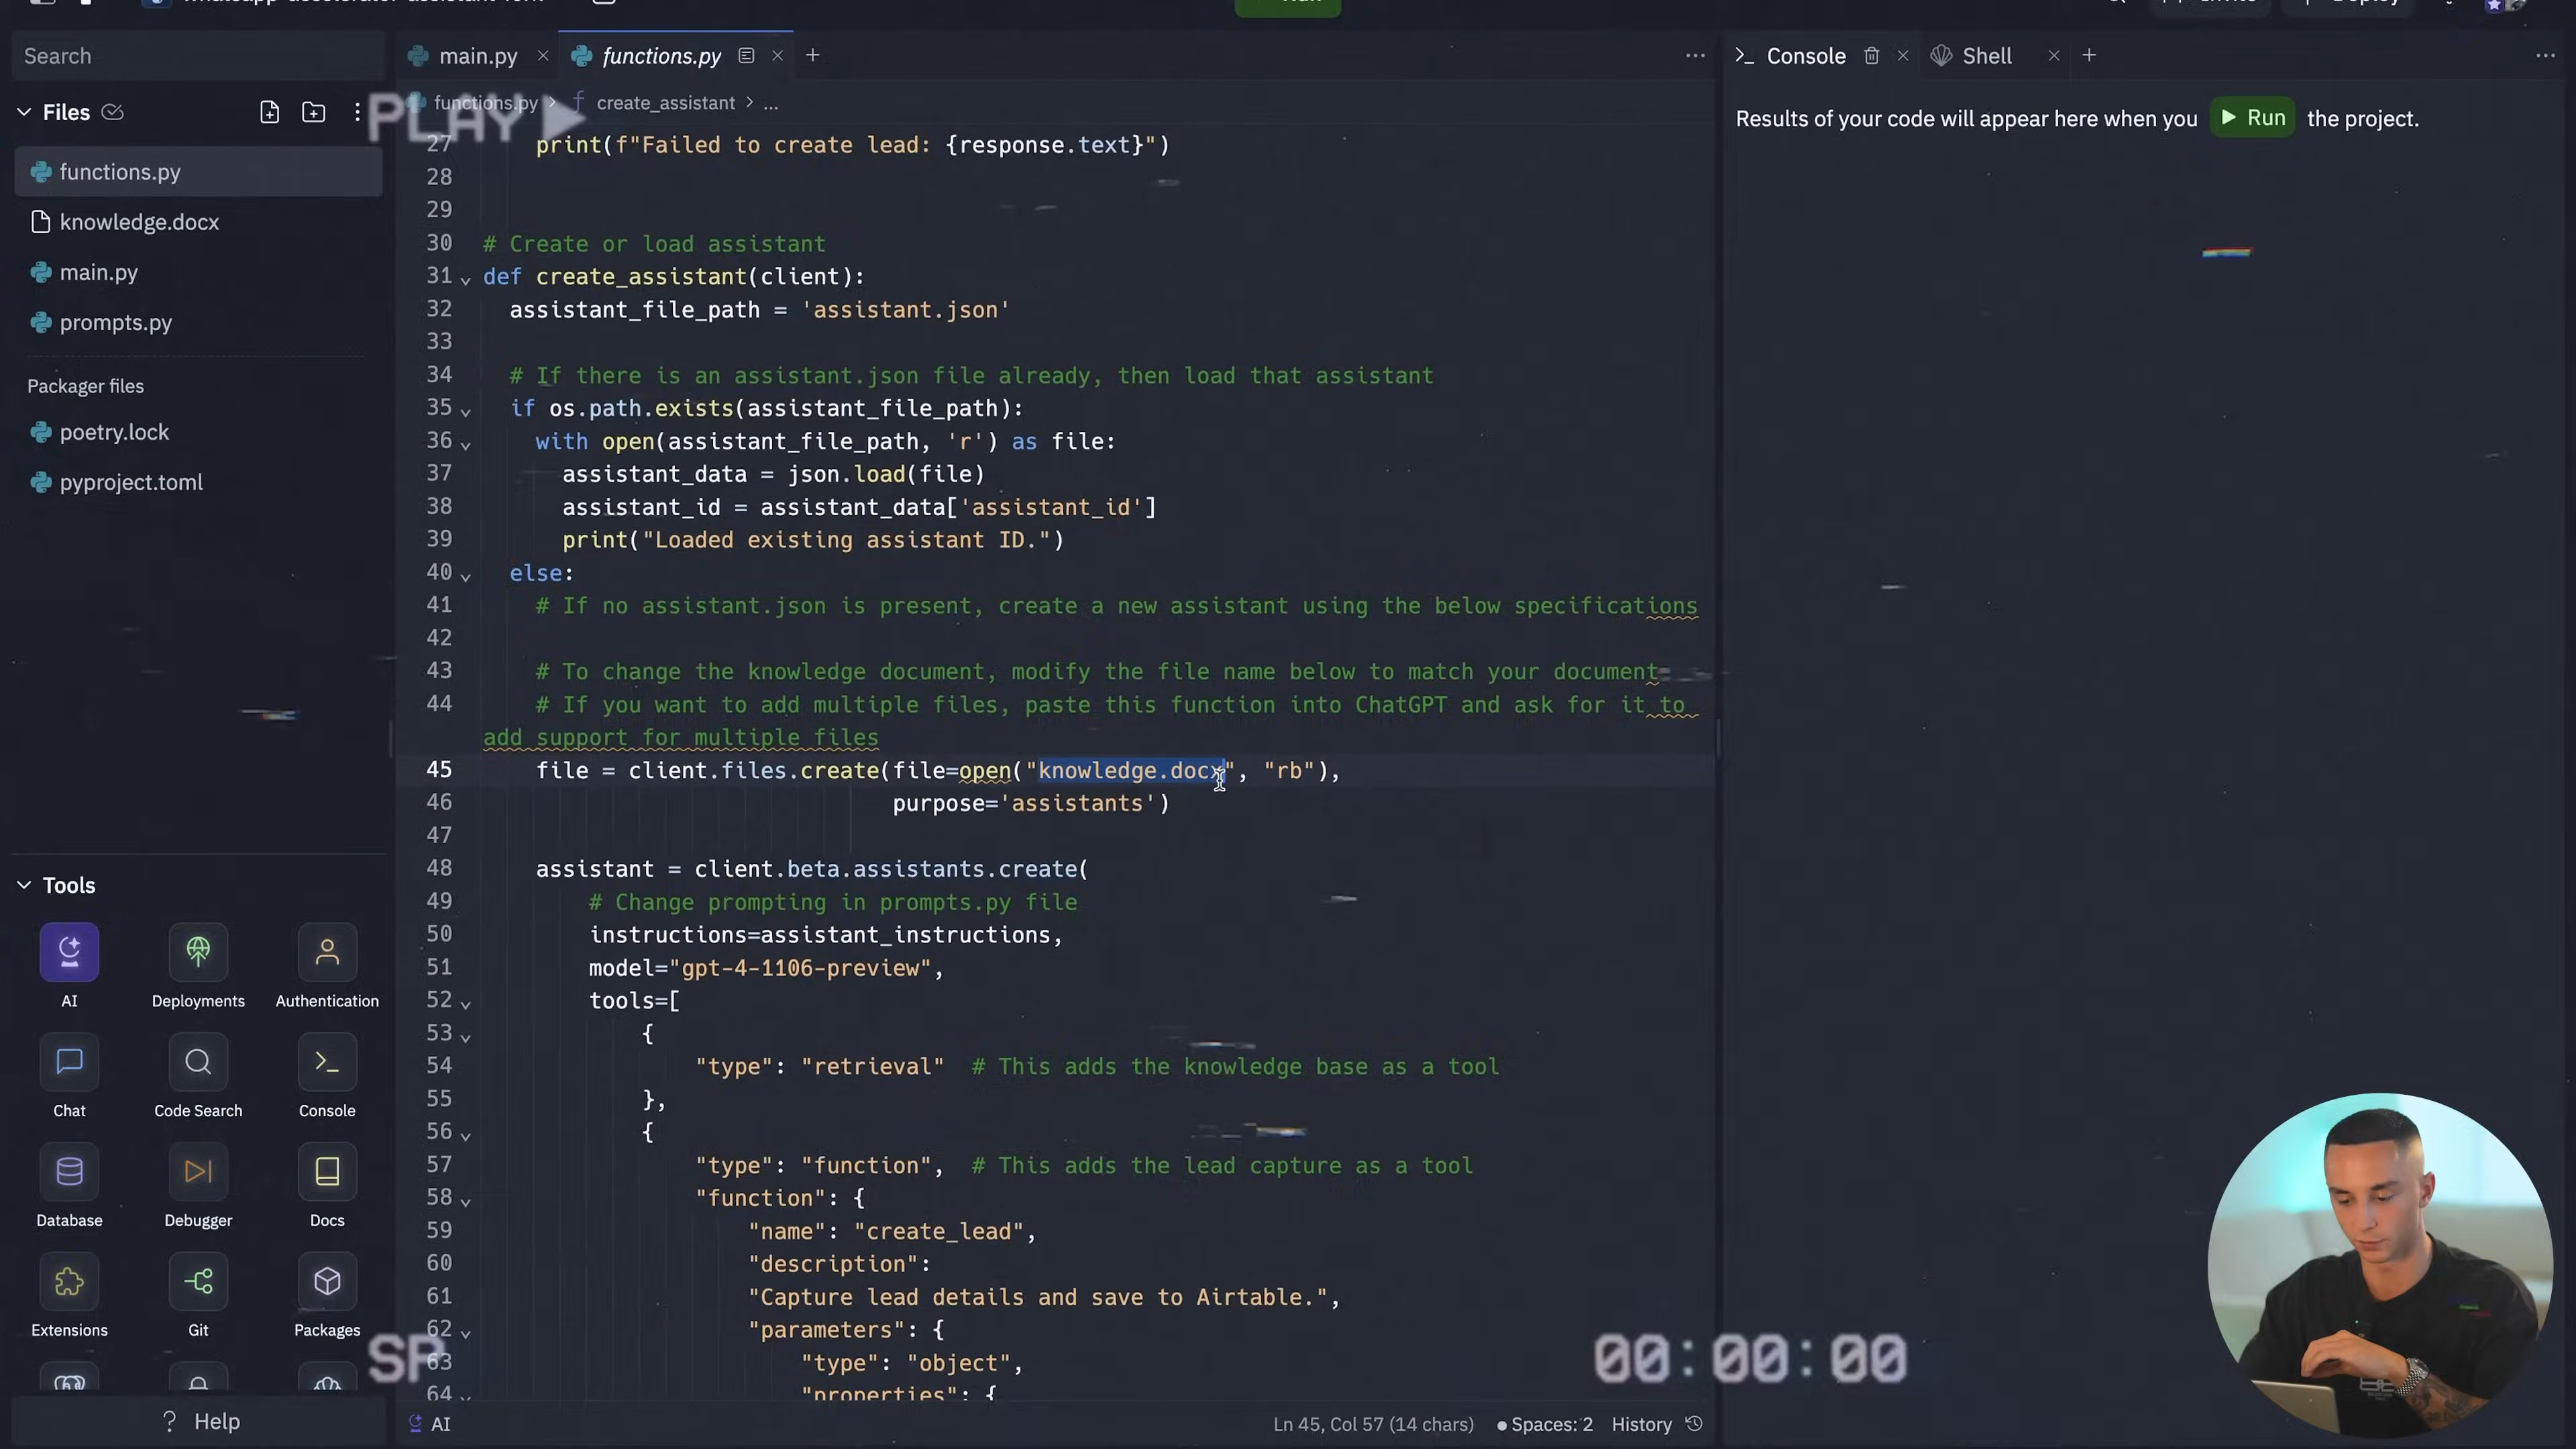 Search
Files
functions.py
knowledge.docx
main.py
prompts.py
Packager files
poetry.lock
pyproject.toml
Tools
AI
Deployments
Authentication
Chat
Code Search
Console
Database
Debugger
Docs
Extensions
Git
Packages
? Help
main.py
functions.py
functions.py > create_assistant > ...
PLAY
27 print(f"Failed to create lead: {response.text}")
28
29
30 # Create or load assistant
31 def create_assistant(client):
32 assistant_file_path = 'assistant.json'
33
34 # If there is an assistant.json file already, then load that assistant
35 if os.path.exists(assistant_file_path):
36 with open(assistant_file_path, 'r') as file:
37 assistant_data = json.load(file)
38 assistant_id = assistant_data['assistant_id']
39 print("Loaded existing assistant ID.")
40 else:
41 # If no assistant.json is present, create a new assistant using the below specifications
42
43 # To change the knowledge document, modify the file name below to match your document
44 # If you want to add multiple files, paste this function into ChatGPT and ask for it to
add support for multiple files
45 file = client.files.create(file=open("knowledge.docx", "rb"),
46 purpose='assistants')
47
48 assistant = client.beta.assistants.create(
49 # Change prompting in prompts.py file
50 instructions=assistant_instructions,
51 model="gpt-4-1106-preview",
52 tools=[
53 {
54 "type": "retrieval" # This adds the knowledge base as a tool
55 },
56 {
57 "type": "function", # This adds the lead capture as a tool
58 "function": {
59 "name": "create_lead",
60 "description":
61 "Capture lead details and save to Airtable.",
62 "parameters": {
63 "type": "object",
64 "properties": {
SP
00:00:00
AI
Ln 45, Col 57 (14 chars)
Spaces: 2
History
Console
Shell
Results of your code will appear here when you Run the project.